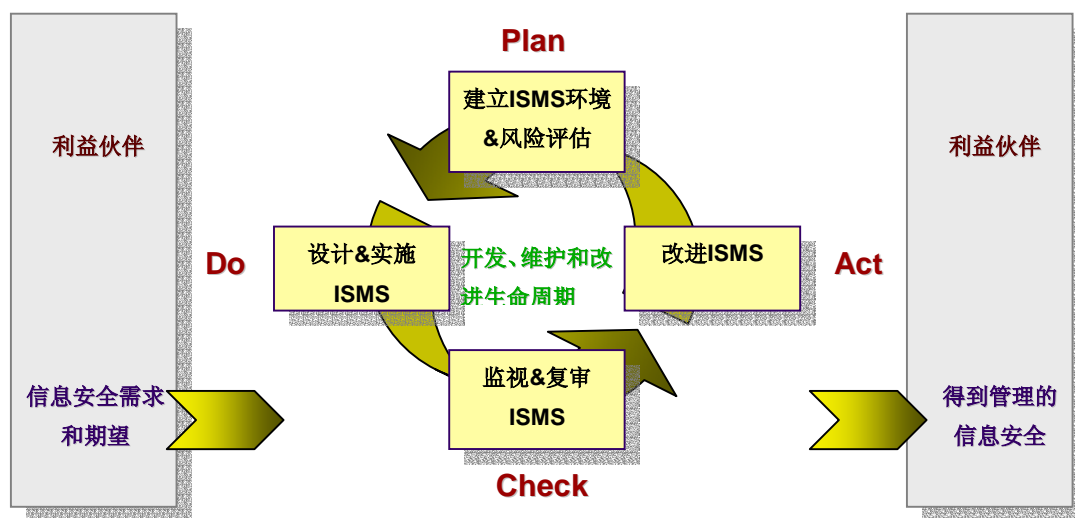 利益伙伴
信息安全需求
和期望
Plan
建立ISMS环境
&风险评估
Do
设计&实施
ISMS
开发、维护和改
进生命周期
改进ISMS
Act
监视&复审
ISMS
Check
利益伙伴
得到管理的
信息安全